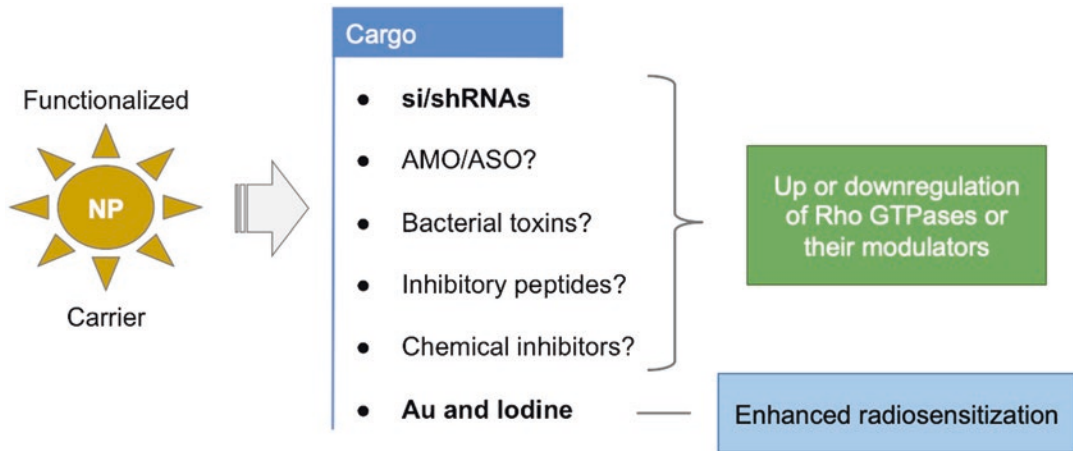 Functionalized
NP
Carrier
Cargo
● si/shRNAs
● AMO/ASO?
● Bacterial toxins?
● Inhibitory peptides?
● Chemical inhibitors?
● Au and Iodine
Up or downregulation
of Rho GTPases or
their modulators
Enhanced radiosensitization